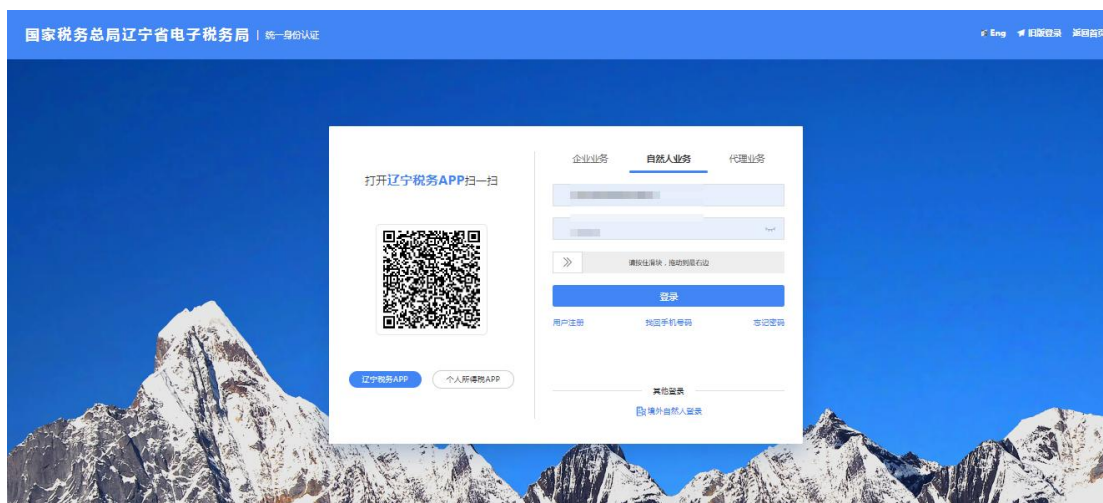 国家税务总局辽宁省电子税务局 | 统一身份认证
Eng 旧版登录 返回首页
打开辽宁税务APP扫一扫
辽宁税务APP 个人所得税APP
企业业务 自然人业务 代理业务
请按住滑块，拖动到最右边
登录
用户注册 找回手机号码 忘记密码
其他登录
境外自然人登录